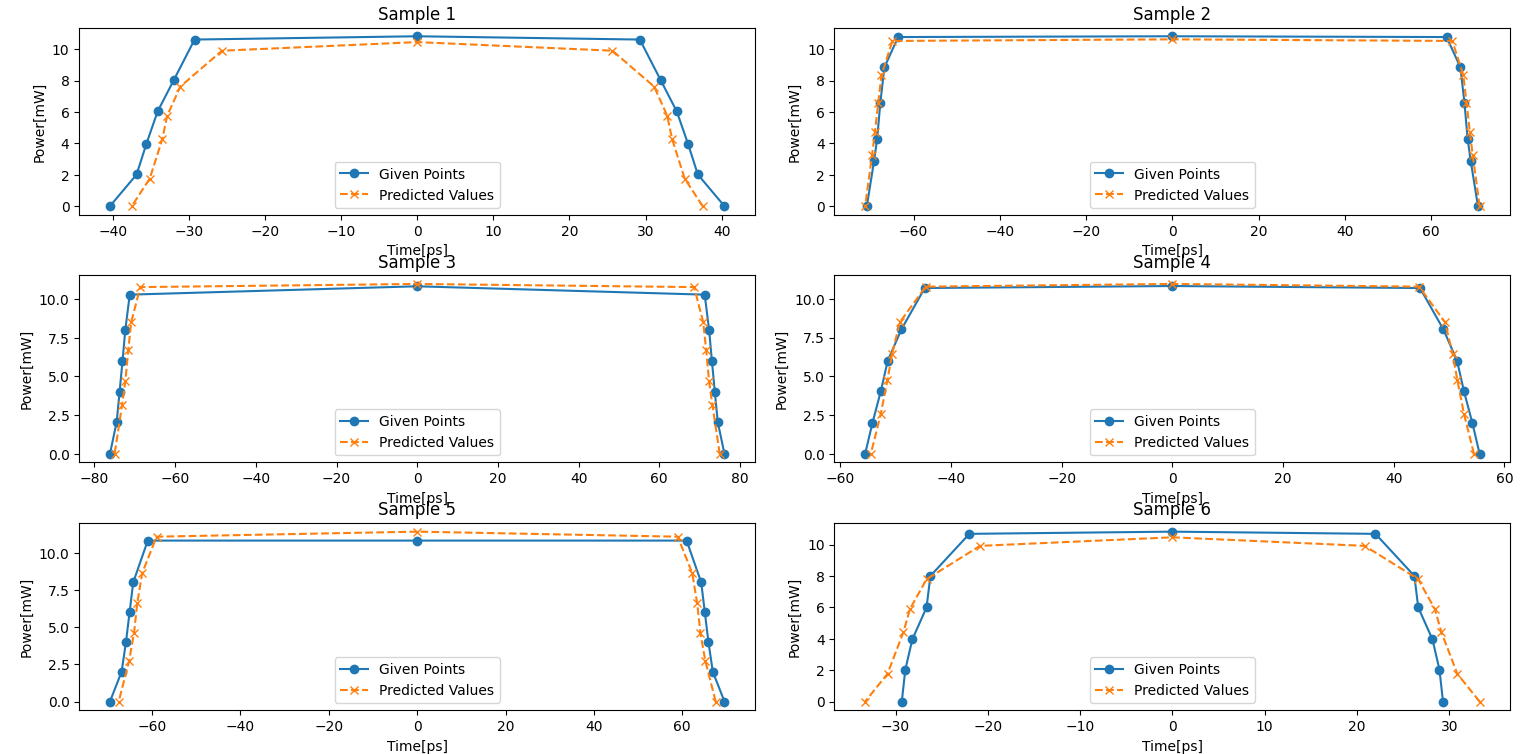 Sample 1
Power[mW]
10
8
6
4
2
0
Given Points
Predicted Values
−40 −30 −20 −10 0 10 20 30 40
Time[ps]
Sample 2
Power[mW]
10
8
6
4
2
0
Given Points
Predicted Values
−60 −40 −20 0 20 40 60
Time[ps]
Sample 3
Power[mW]
10.0
7.5
5.0
2.5
0.0
Given Points
Predicted Values
−80 −60 −40 −20 0 20 40 60 80
Time[ps]
Sample 4
Power[mW]
10.0
7.5
5.0
2.5
0.0
Given Points
Predicted Values
−60 −40 −20 0 20 40 60
Time[ps]
Sample 5
Power[mW]
10.0
7.5
5.0
2.5
0.0
Given Points
Predicted Values
−60 −40 −20 0 20 40 60
Time[ps]
Sample 6
Power[mW]
10
8
6
4
2
0
Given Points
Predicted Values
−30 −20 −10 0 10 20 30
Time[ps]